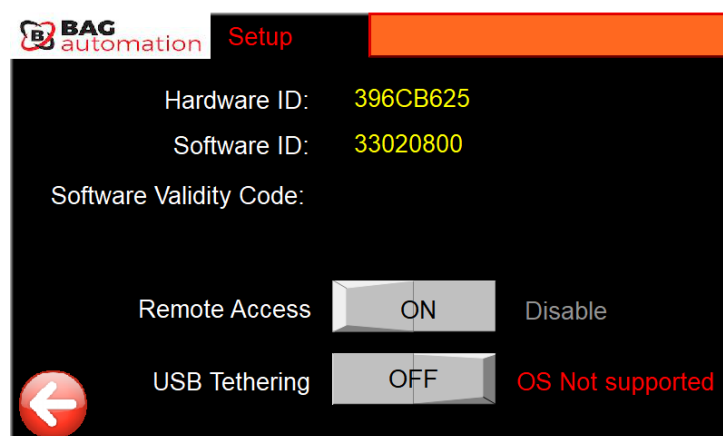 BAG
automation
Setup
Hardware ID: 396CB625
Software ID: 33020800
Software Validity Code:
Remote Access ON Disable
USB Tethering OFF OS Not supported